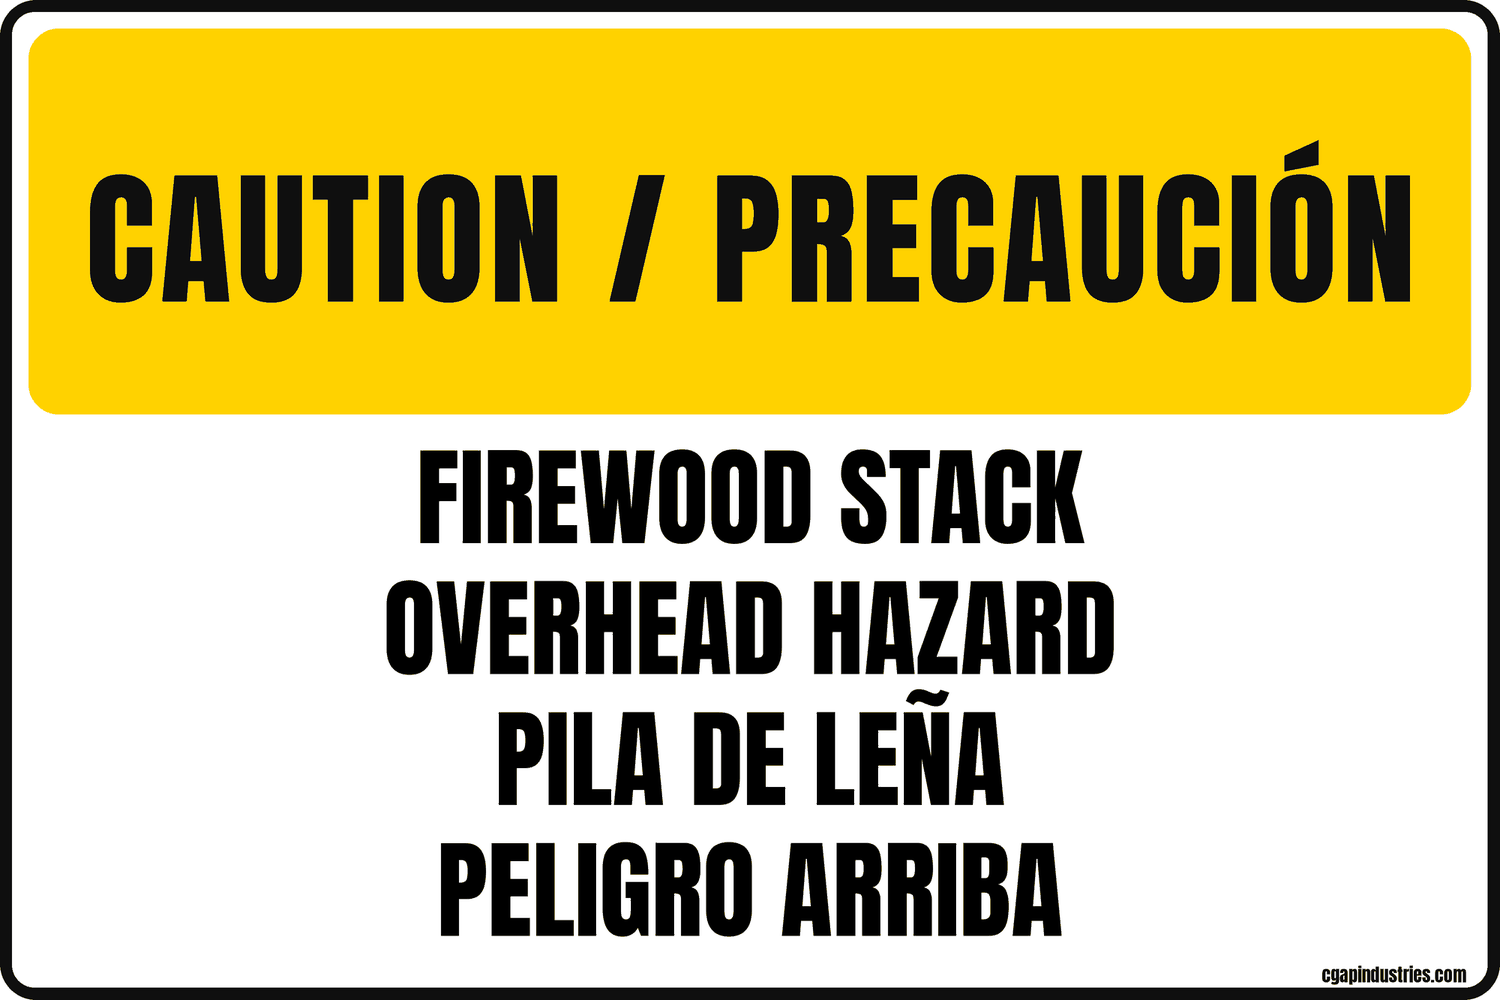 CAUTION / PRECAUCIÓN
FIREWOOD STACK
OVERHEAD HAZARD
PILA DE LEÑA
PELIGRO ARRIBA
cgapindustries.com